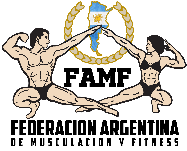 FAMF
FEDERACION ARGENTINA
DE MUSCULACION Y FITNESS